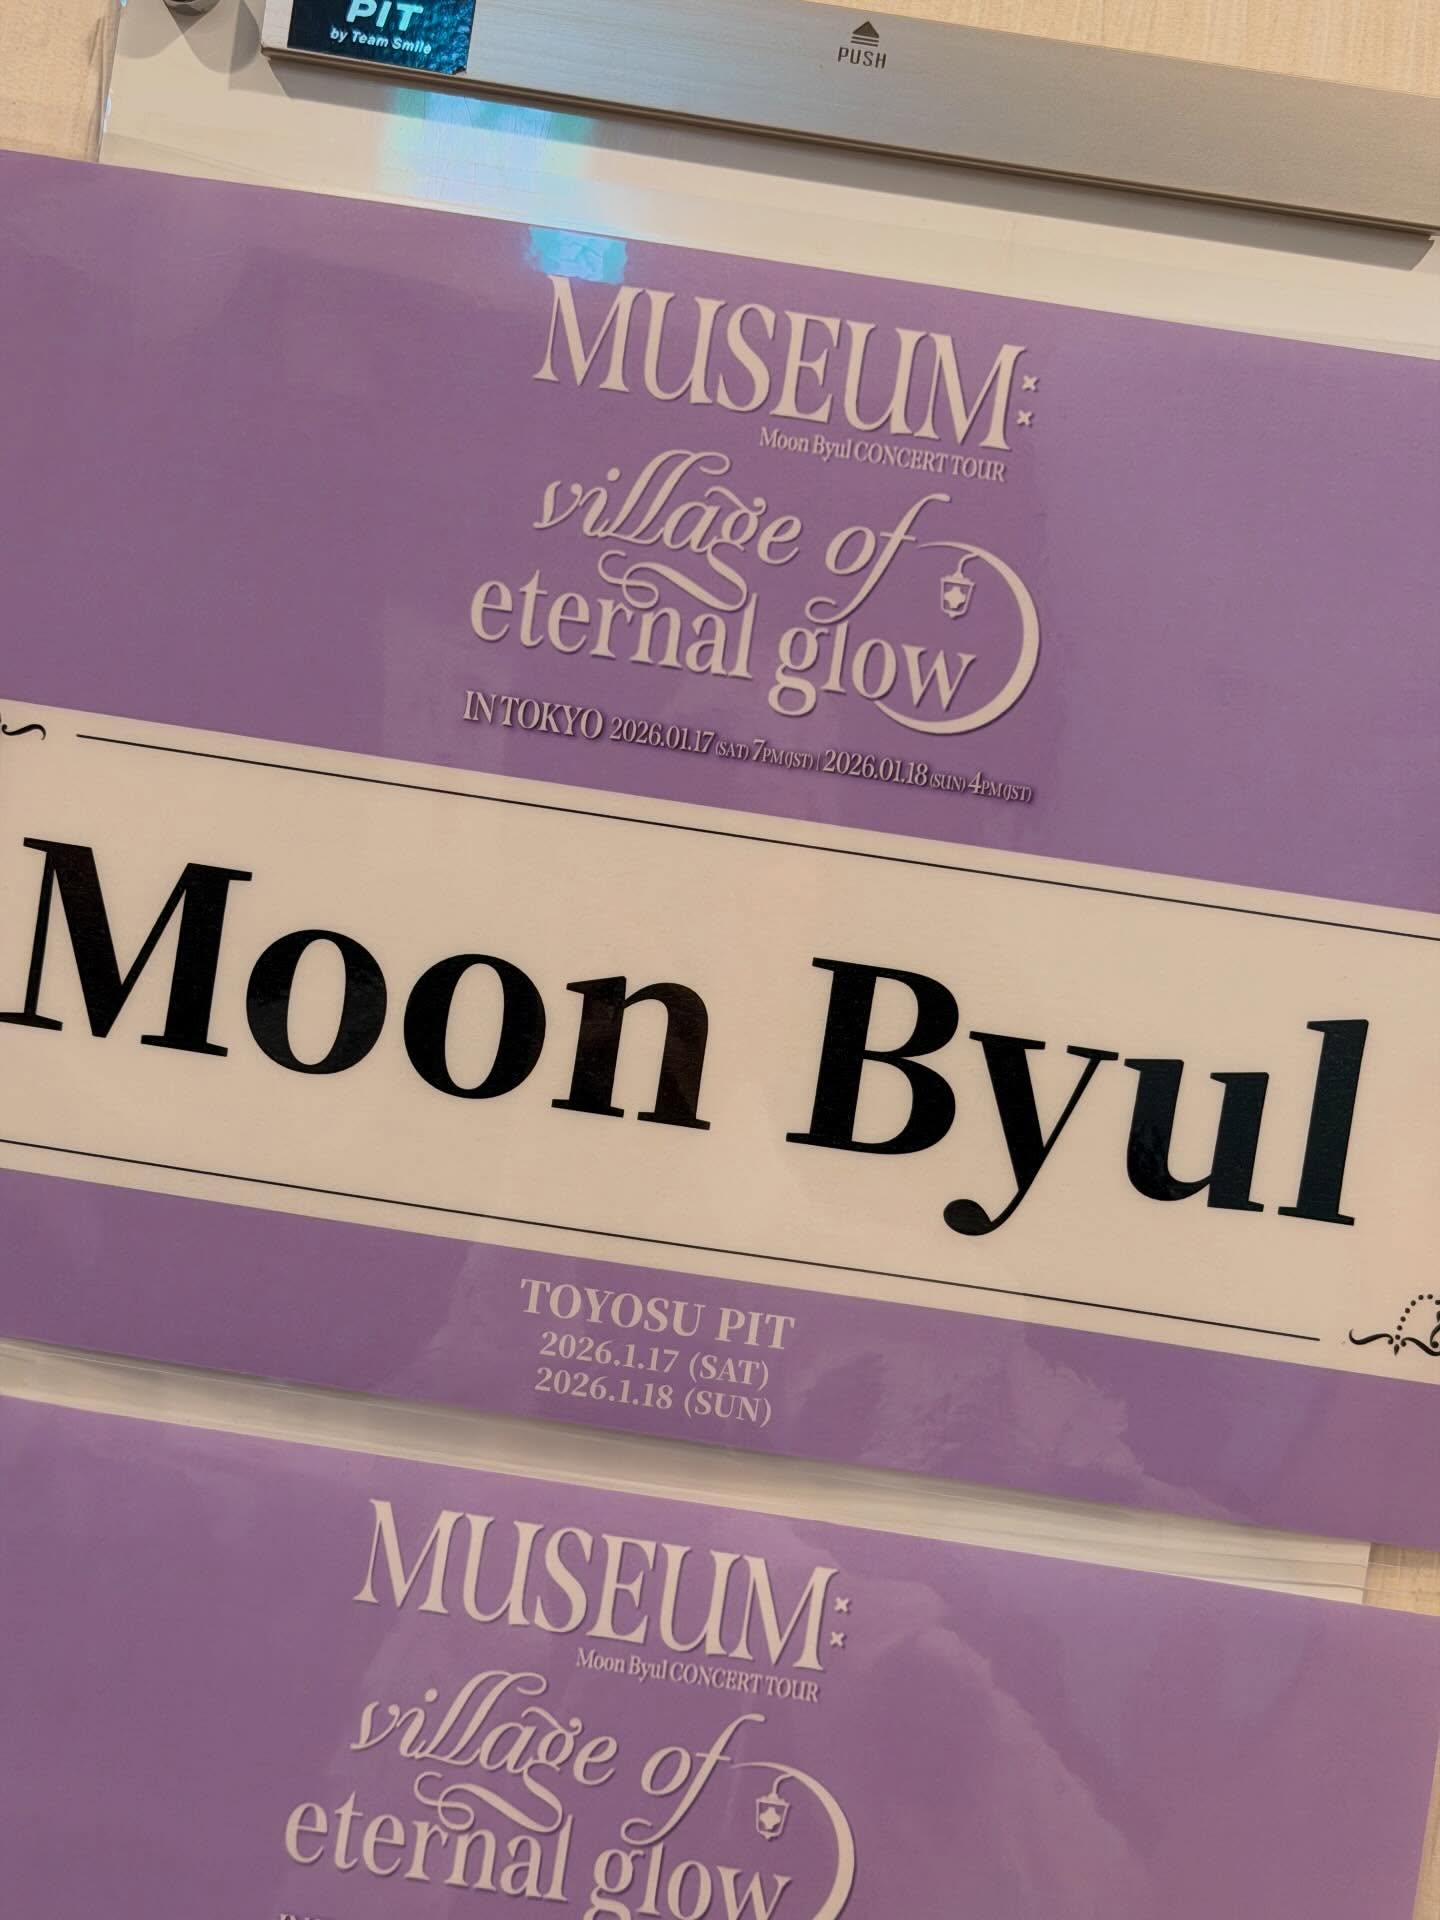 PIT
by Team Smile
PUSH
MUSEUM:
Moon Byul CONCERT TOUR
village of
eternal glow
IN TOKYO 2026.01.17 (SAT) 7PM (JST) | 2026.01.18 (SUN) 4PM (JST)
Moon Byul
TOYOSU PIT
2026.1.17 (SAT)
2026.1.18 (SUN)
MUSEUM:
Moon Byul CONCERT TOUR
village of
eternal glow